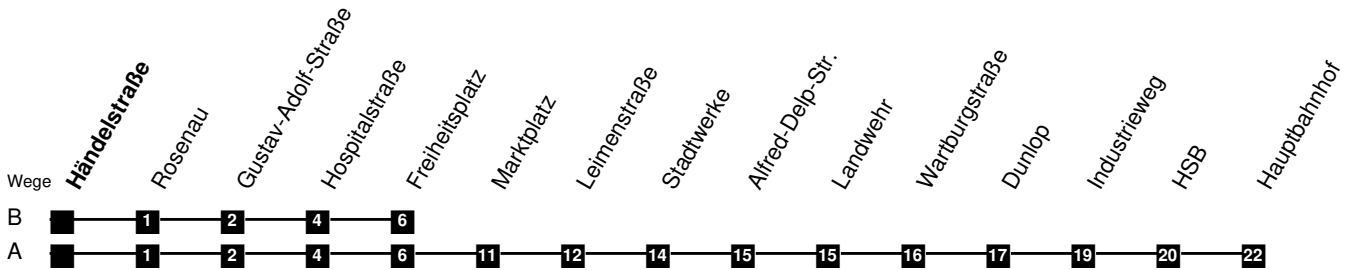 Händelstraße
Rosenau
Gustav-Adolf-Straße
Hospitalstraße
Freiheitsplatz
Marktplatz
Leimenstraße
Stadtwerke
Alfred-Delp-Str.
Landwehr
Wartburgstraße
Dunlop
Industrieweg
HSB
Hauptbahnhof
Wege
B 1 2 4 6
A 1 2 4 6 11 12 14 15 15 16 17 19 20 22